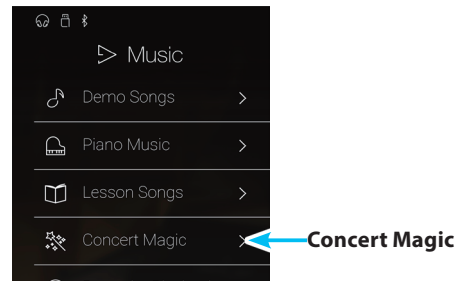 Music
Demo Songs
Piano Music
Lesson Songs
Concert Magic
Concert Magic